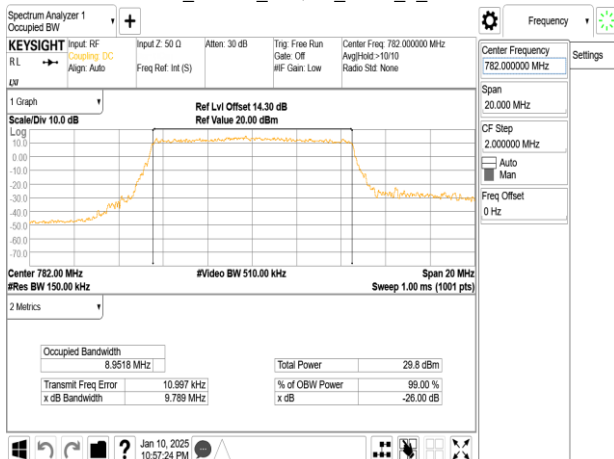 Spectrum Analyzer 1
Occupied BW
KEYSIGHT
RL
Input: RF
Coupling: DC
Align: Auto
Input Z: 50 Ω
Freq Ref: Int (S)
Atten: 30 dB
Trig: Free Run
Gate: Off
#IF Gain: Low
Center Freq: 782.000000 MHz
Avg|Hold:>10/10
Radio Std: None
LXI
1 Graph
Scale/Div 10.0 dB
Ref Lvl Offset 14.30 dB
Ref Value 20.00 dBm
Log
10.0
0.00
-10.0
-20.0
-30.0
-40.0
-50.0
-60.0
-70.0
Center 782.00 MHz
#Video BW 510.00 kHz
Span 20 MHz
#Res BW 150.00 kHz
Sweep 1.00 ms (1001 pts)
2 Metrics
Occupied Bandwidth
8.9518 MHz
Total Power 29.8 dBm
Transmit Freq Error 10.997 kHz
% of OBW Power 99.00 %
x dB Bandwidth 9.789 MHz
x dB -26.00 dB
Jan 10, 2025
10:57:24 PM
Frequency
Center Frequency
782.000000 MHz
Settings
Span
20.000 MHz
CF Step
2.000000 MHz
Auto
Man
Freq Offset
0 Hz